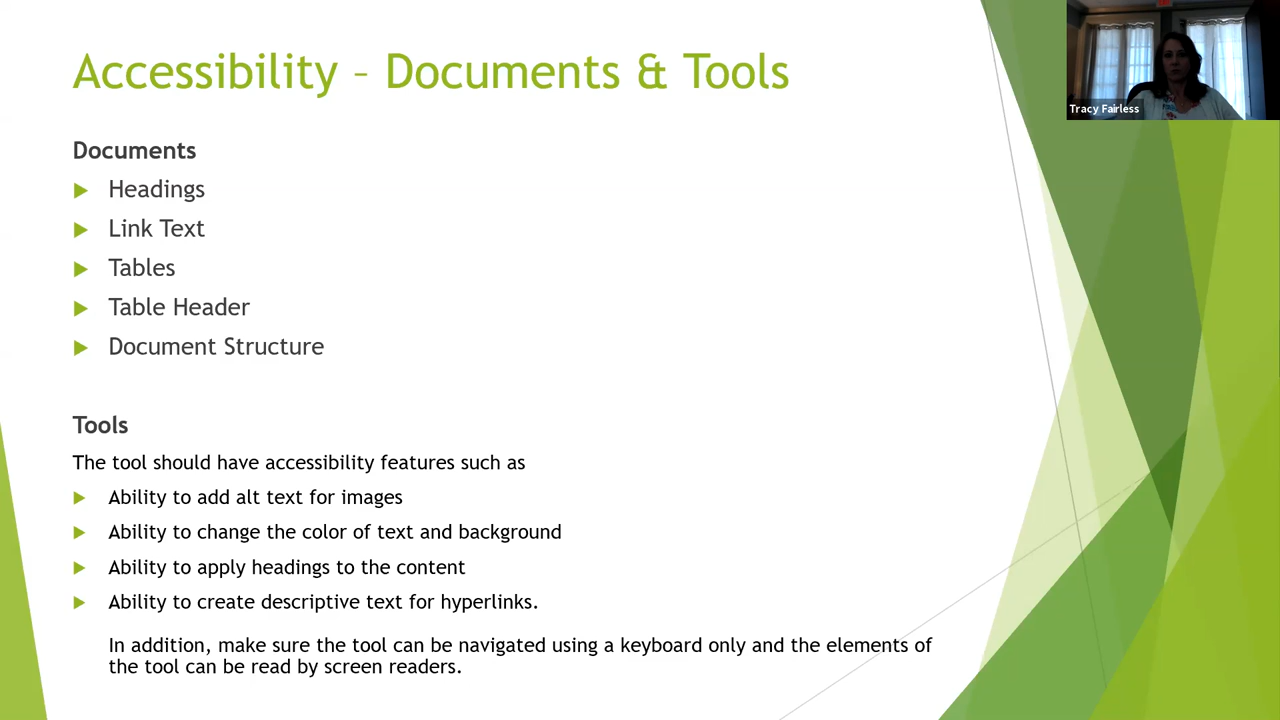 Accessibility – Documents & Tools
Tracy Fairless
Documents
Headings
Link Text
Tables
Table Header
Document Structure
Tools
The tool should have accessibility features such as
Ability to add alt text for images
Ability to change the color of text and background
Ability to apply headings to the content
Ability to create descriptive text for hyperlinks.
In addition, make sure the tool can be navigated using a keyboard only and the elements of
the tool can be read by screen readers.